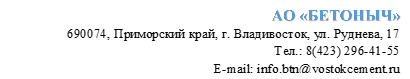 АО «БЕТОНЫЧ»
690074, Приморский край, г. Владивосток, ул. Руднева, 17
Тел.: 8(423) 296-41-55
E-mail: info.btn@vostokcement.ru